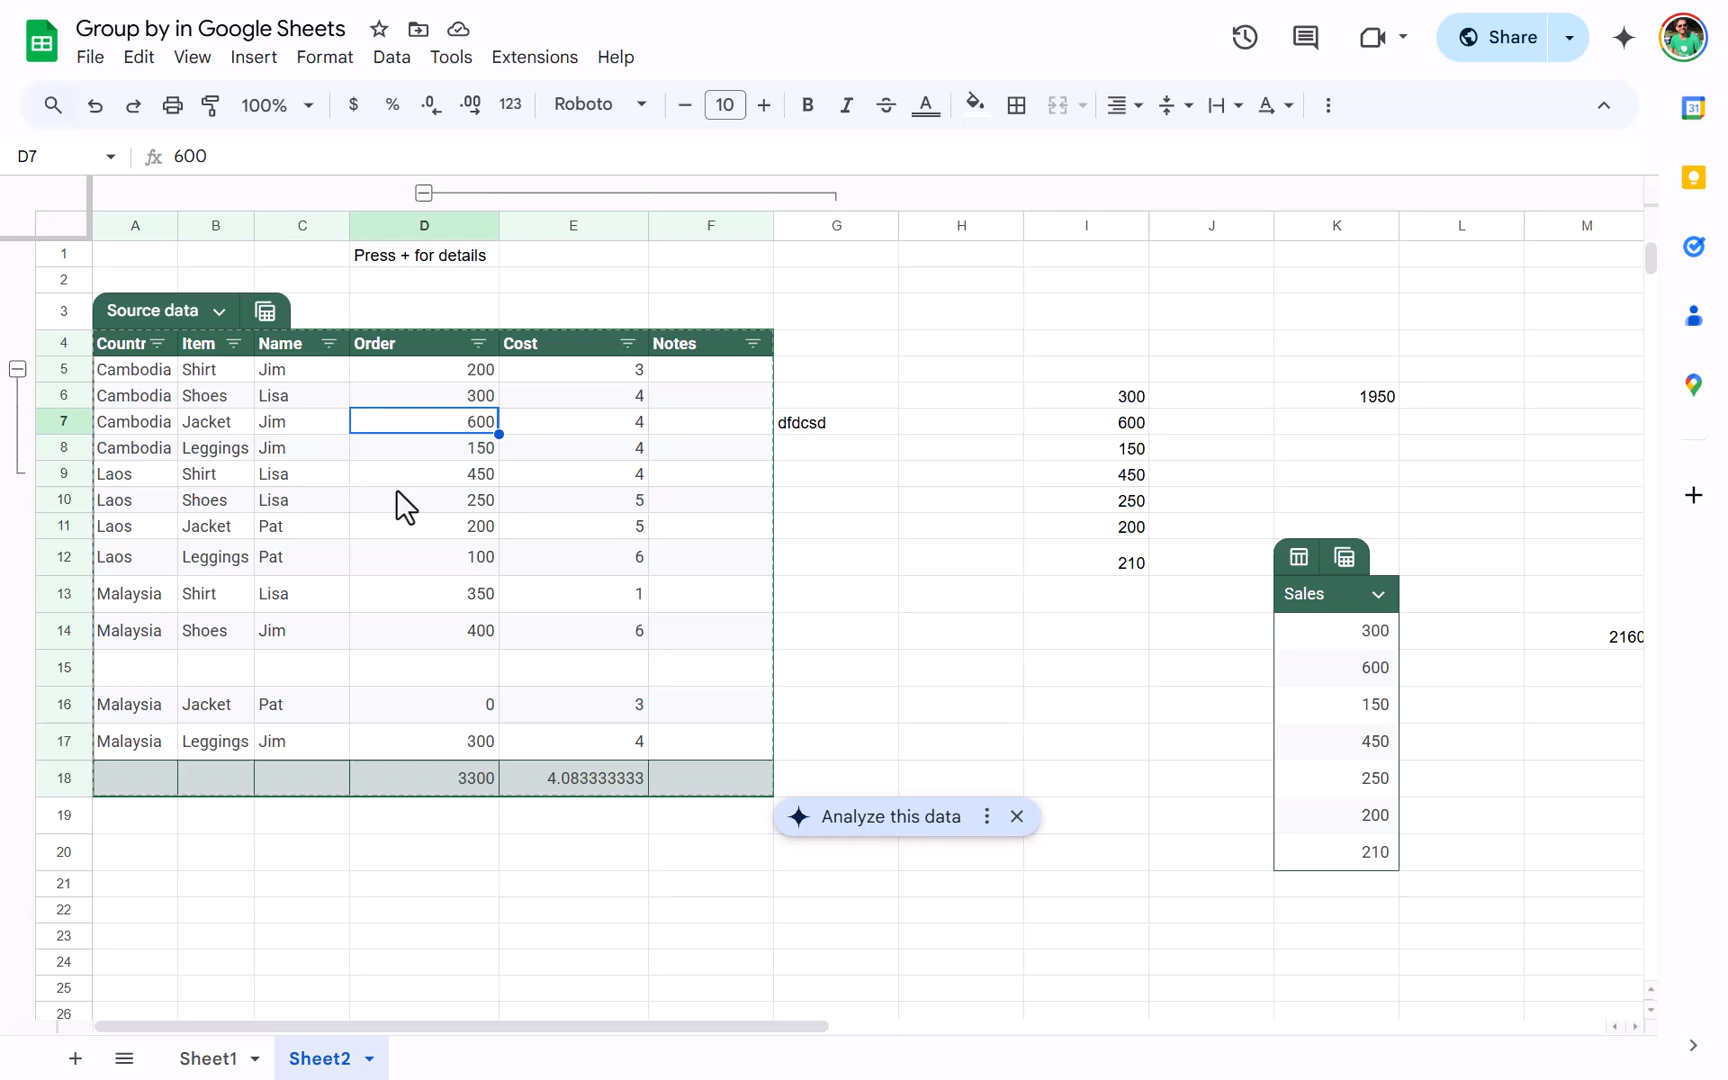 Group by in Google Sheets
File Edit View Insert Format Data Tools Extensions Help
Share
100% $ % .0 .00 123 Roboto 10 B I S A
D7 fx 600
A B C D E F G H I J K L M
1 Press + for details
2
3 Source data
4 Countr Item Name Order Cost Notes
5 Cambodia Shirt Jim 200 3
6 Cambodia Shoes Lisa 300 4 300 1950
7 Cambodia Jacket Jim 600 4 dfdcsd 600
8 Cambodia Leggings Jim 150 4 150
9 Laos Shirt Lisa 450 4 450
10 Laos Shoes Lisa 250 5 250
11 Laos Jacket Pat 200 5 200
12 Laos Leggings Pat 100 6 210
13 Malaysia Shirt Lisa 350 1 Sales
14 Malaysia Shoes Jim 400 6 300 2160
15 600
16 Malaysia Jacket Pat 0 3 150
17 Malaysia Leggings Jim 300 4 450
18 3300 4.083333333 250
19 Analyze this data 200
20 210
21
22
23
24
25
26
Sheet1 Sheet2
31